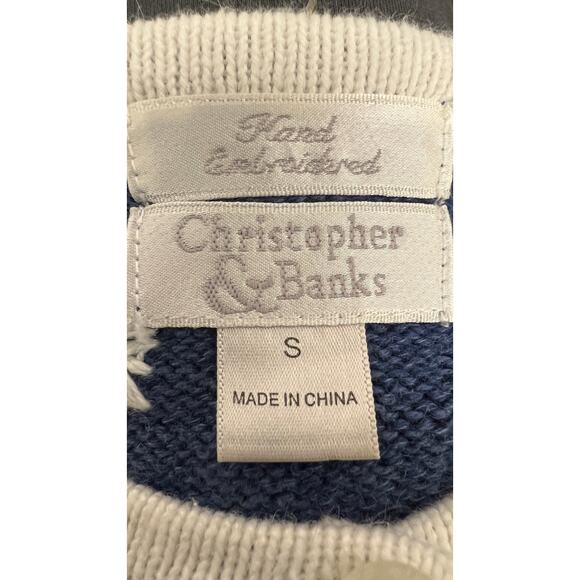 Hand
Embroidered
Christopher
& Banks
S
MADE IN CHINA